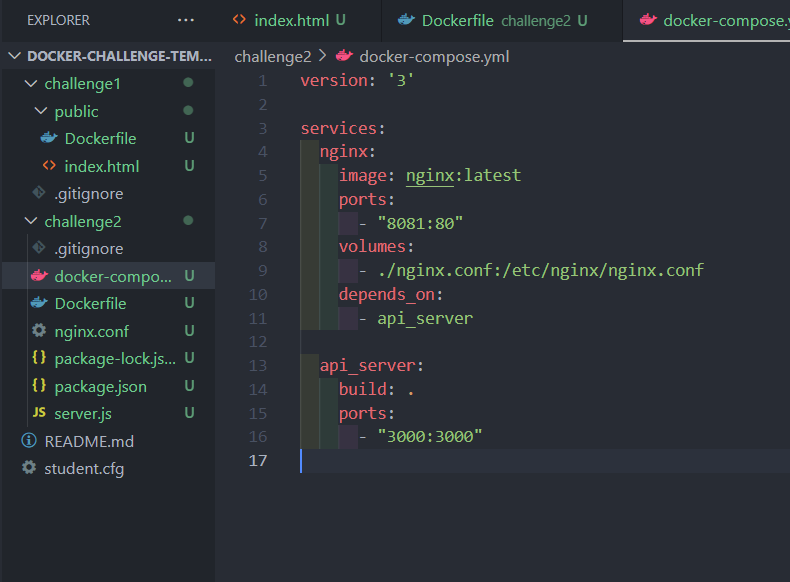 EXPLORER ...
index.html U
Dockerfile challenge2 U
docker-compose.y
DOCKER-CHALLENGE-TEM...
challenge1
public
Dockerfile U
index.html U
.gitignore
challenge2
.gitignore
docker-compo... U
Dockerfile U
nginx.conf U
package-lock.js... U
package.json U
server.js U
README.md
student.cfg
challenge2 > docker-compose.yml
1 version: '3'
2
3 services:
4   nginx:
5     image: nginx:latest
6     ports:
7       - "8081:80"
8     volumes:
9       - ./nginx.conf:/etc/nginx/nginx.conf
10     depends_on:
11       - api_server
12
13   api_server:
14     build: .
15     ports:
16       - "3000:3000"
17